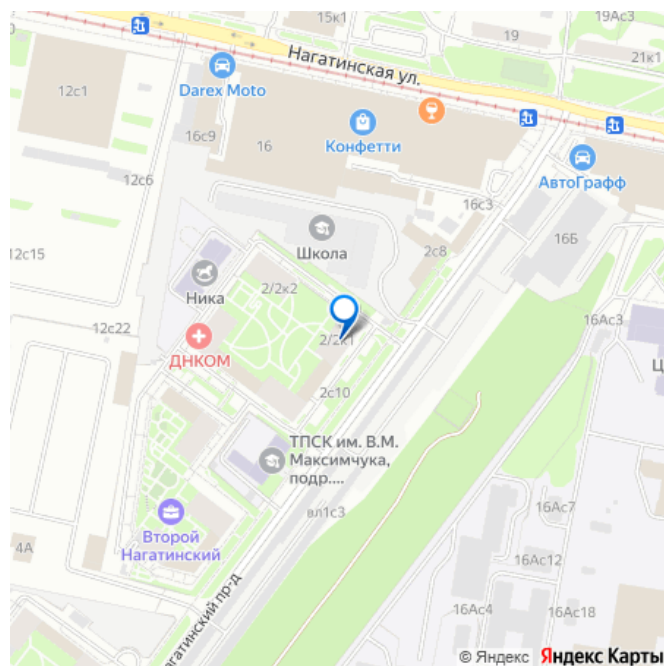 19Ас3
15к1
19
21к1
Нагатинская ул.
Darex Moto
12с1
16с9
16
Конфетти
АвтоГрафф
12с6
16с3
Школа
2с8
16Б
12с15
2/2к2
Ника
16Ас3
12с22
2/2к1
ДНКОМ
Ц
2с10
ТПСК им. В.М.
Максимчука,
подр....
16Ас7
вл1с3
Второй
Нагатинский
4А
16Ас12
16Ас4
16Ас18
агатинский пр-д
© Яндекс Яндекс Карты